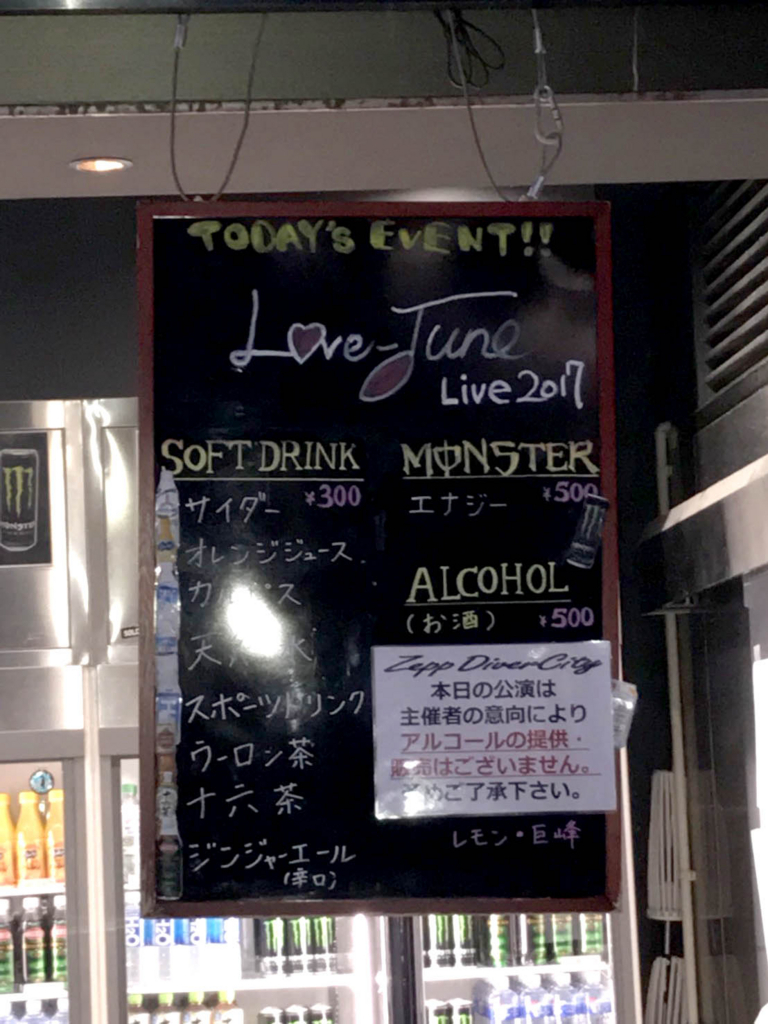 TODAY'S EVENT!!
Love-June
Live2017
SOFT DRINK
¥300
サイダー
オレンジジュース
スポーツドリンク
ウーロン茶
十六茶
ジンジャーエール
(辛口)
MONSTER
¥500
エナジー
ALCOHOL
(お酒) ¥500
Zepp DiverCity
本日の公演は
主催者の意向により
アルコールの提供・
販売はございません。
予めご了承下さい。
レモン・巨峰
MONSTER